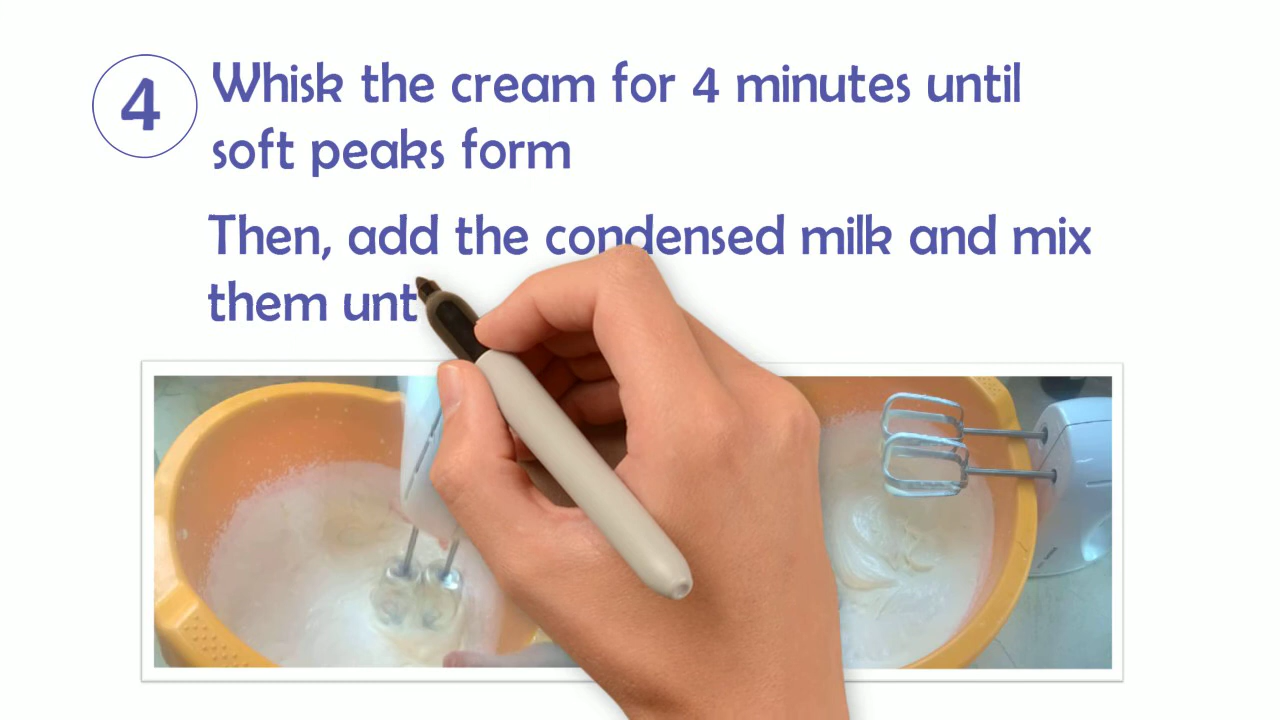 4
Whisk the cream for 4 minutes until
soft peaks form
Then, add the condensed milk and mix
them unt